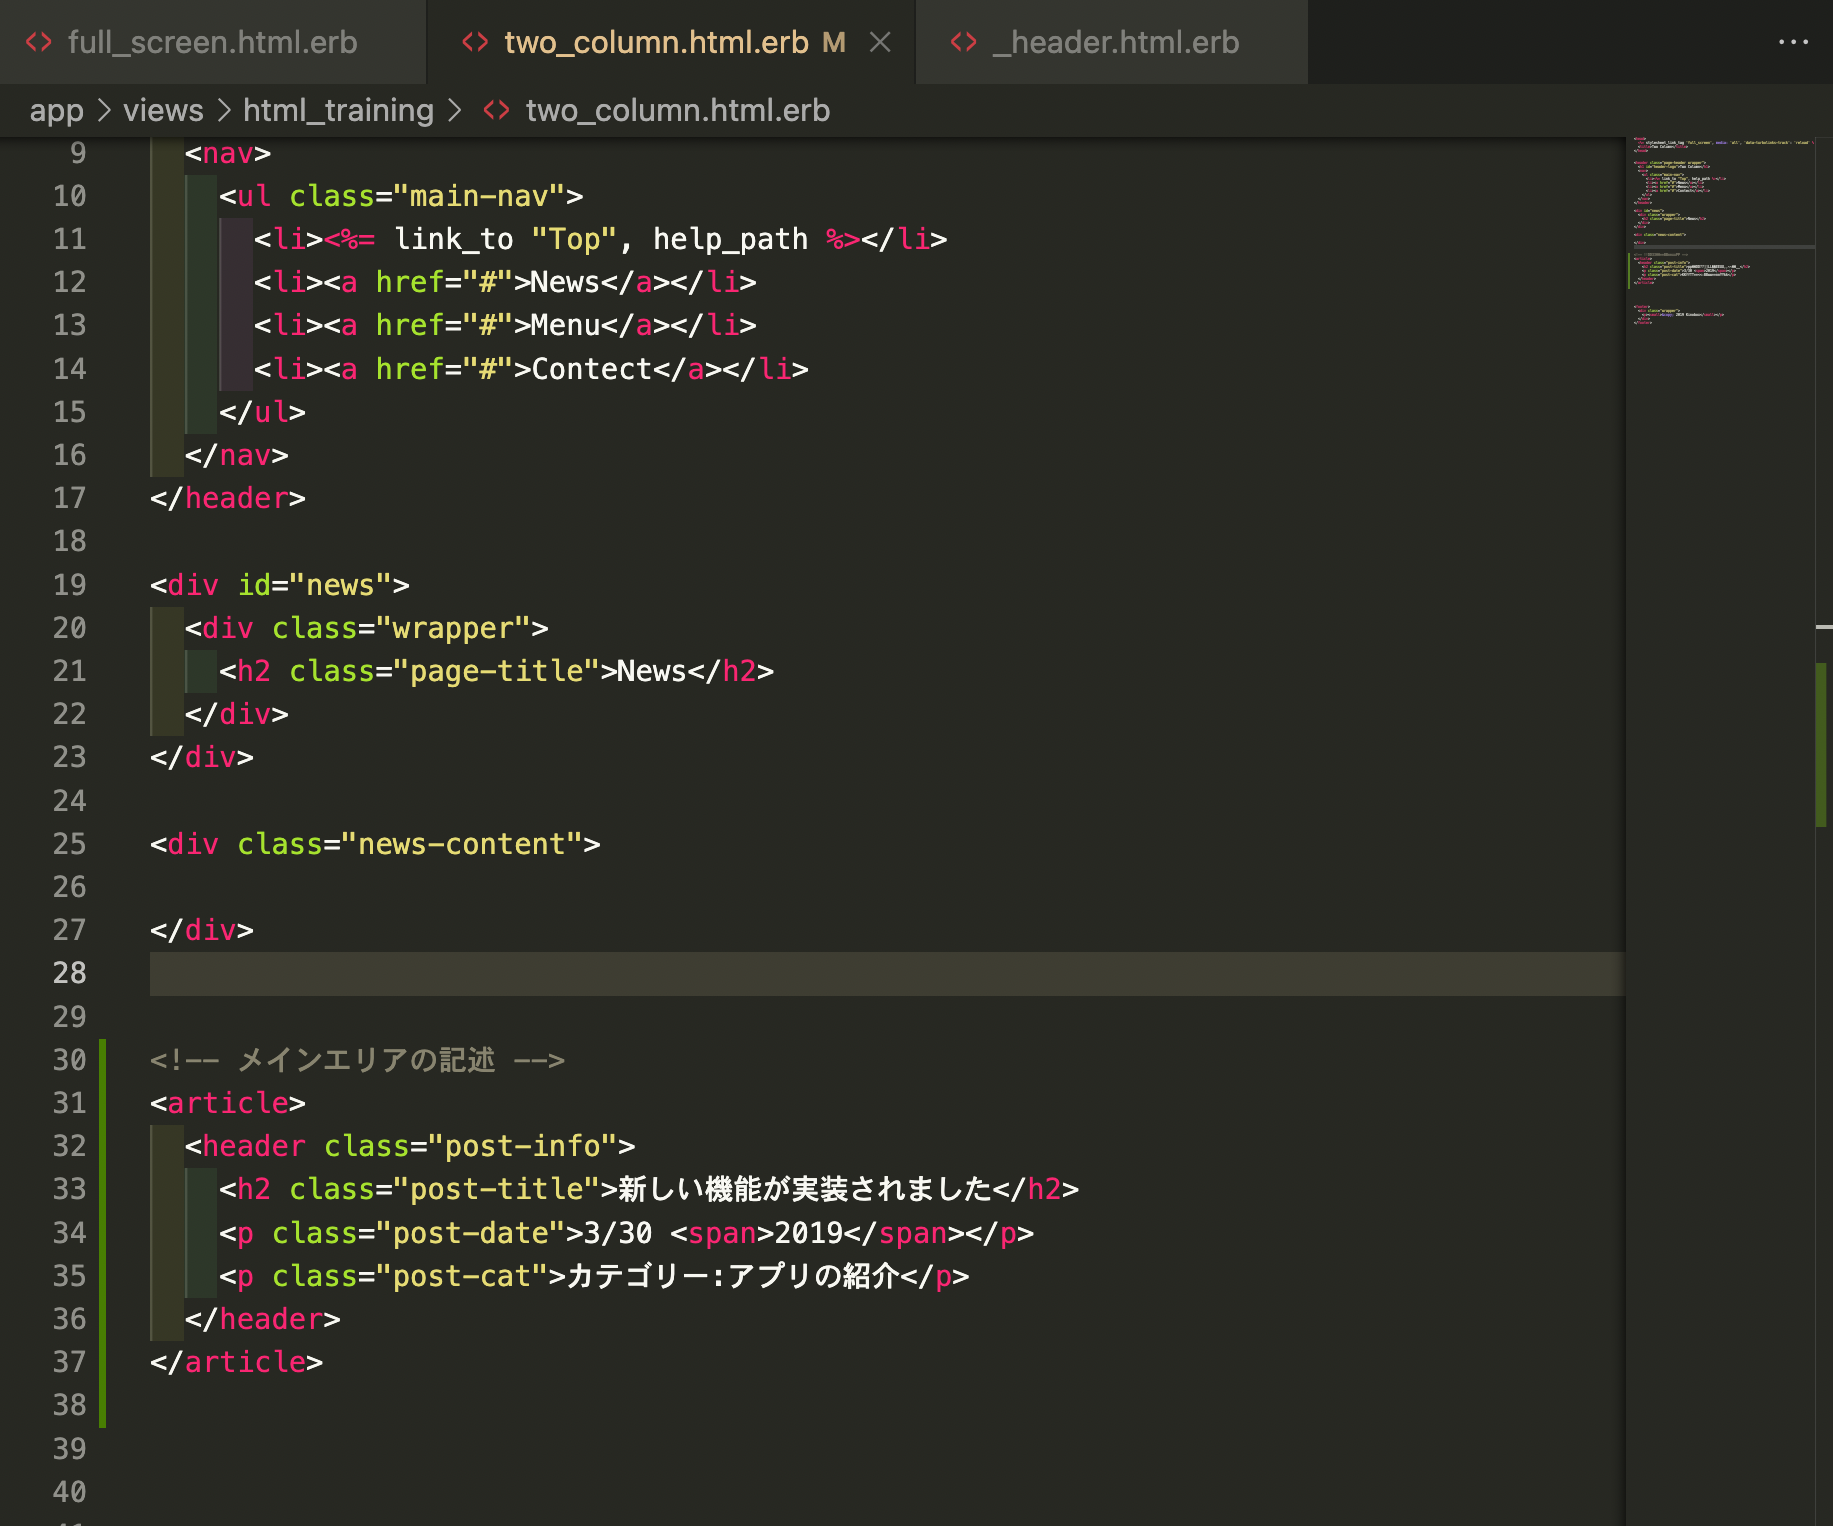 full_screen.html.erb
two_column.html.erb M
_header.html.erb
app > views > html_training > two_column.html.erb
9 <nav>
10 <ul class="main-nav">
11 <li><%= link_to "Top", help_path %></li>
12 <li><a href="#">News</a></li>
13 <li><a href="#">Menu</a></li>
14 <li><a href="#">Contect</a></li>
15 </ul>
16 </nav>
17 </header>
18
19 <div id="news">
20 <div class="wrapper">
21 <h2 class="page-title">News</h2>
22 </div>
23 </div>
24
25 <div class="news-content">
26
27 </div>
28
29
30 <!-- メインエリアの記述 -->
31 <article>
32 <header class="post-info">
33 <h2 class="post-title">新しい機能が実装されました</h2>
34 <p class="post-date">3/30 <span>2019</span></p>
35 <p class="post-cat">カテゴリー:アプリの紹介</p>
36 </header>
37 </article>
38
39
40